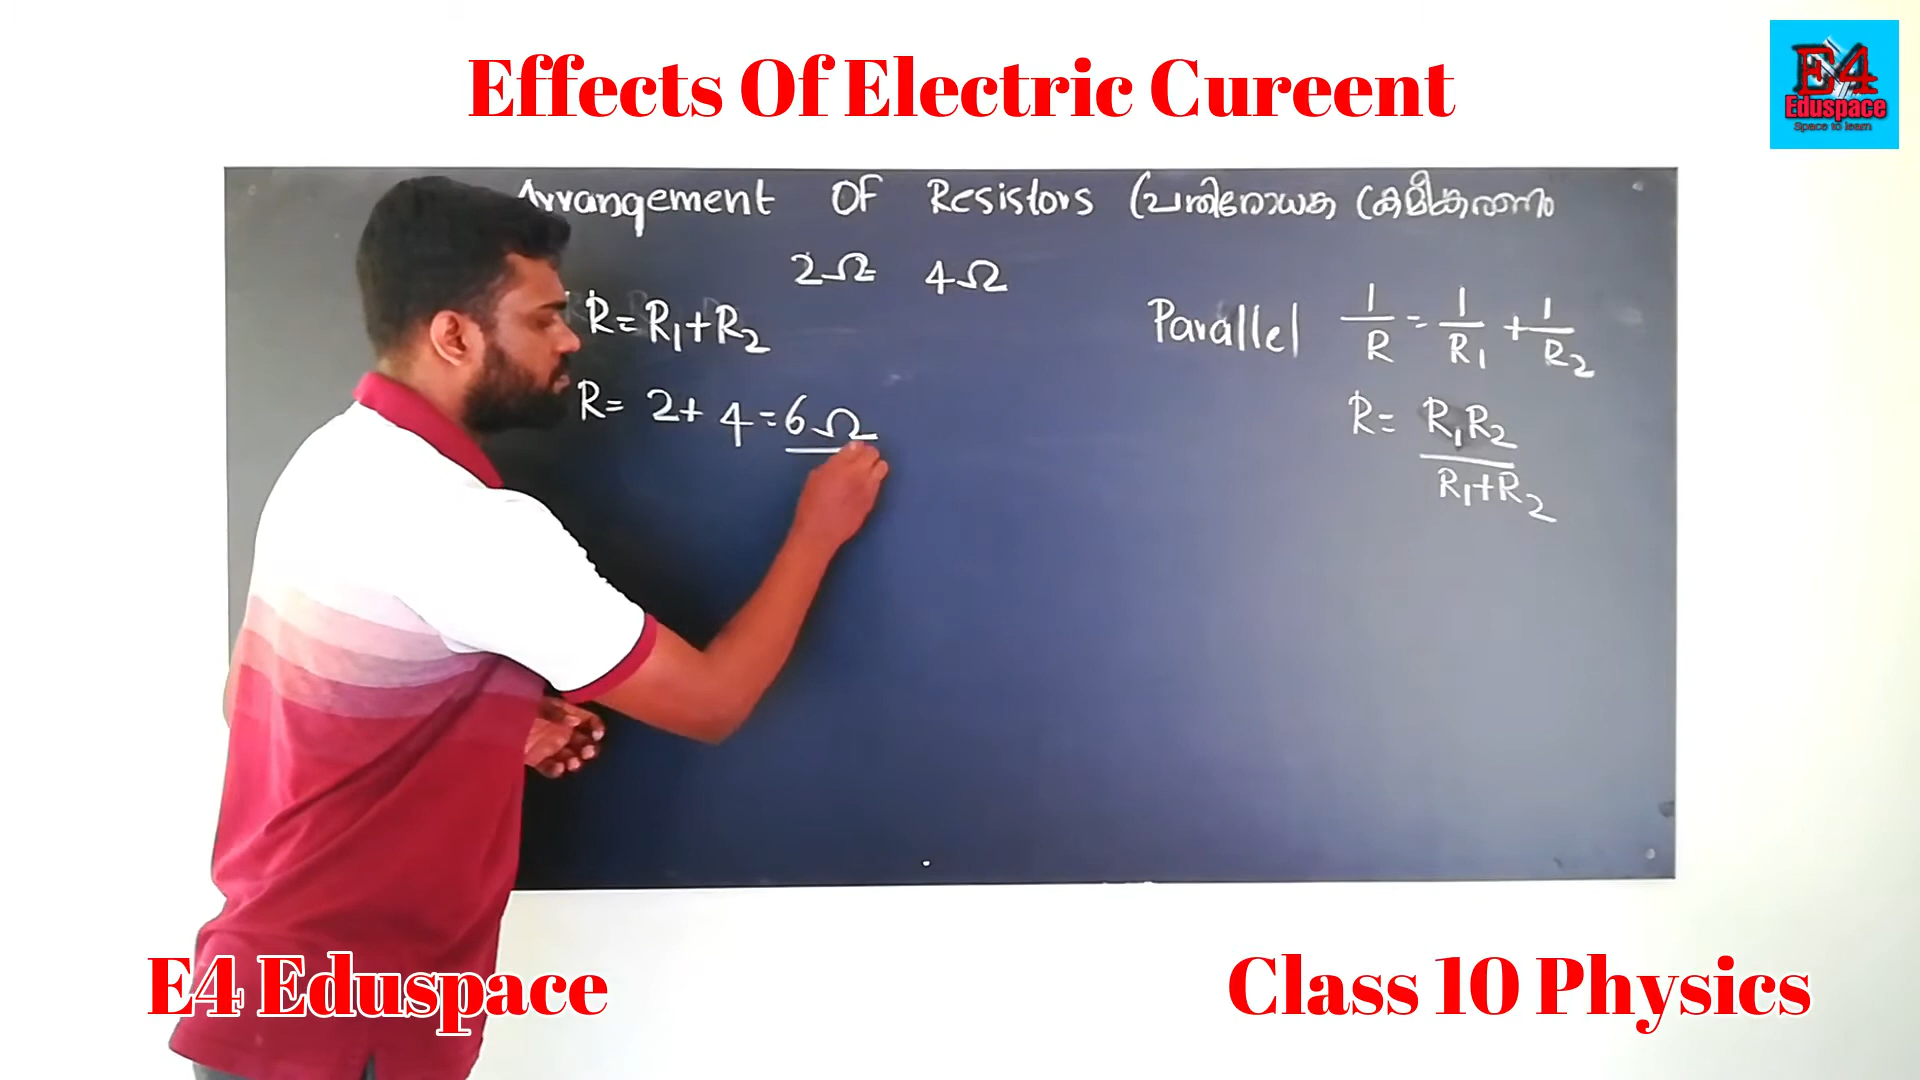 Effects Of Electric Cureent
E4
Eduspace
Space to learn
Arrangement OF Resistors (പ്രതിരോധക ക്രമീകരണം
2Ω 4Ω
R=R₁+R₂
R= 2+ 4=6Ω
Parallel 1/R = 1/R₁ + 1/R₂
R= R₁R₂/R₁+R₂
E4 Eduspace
Class 10 Physics